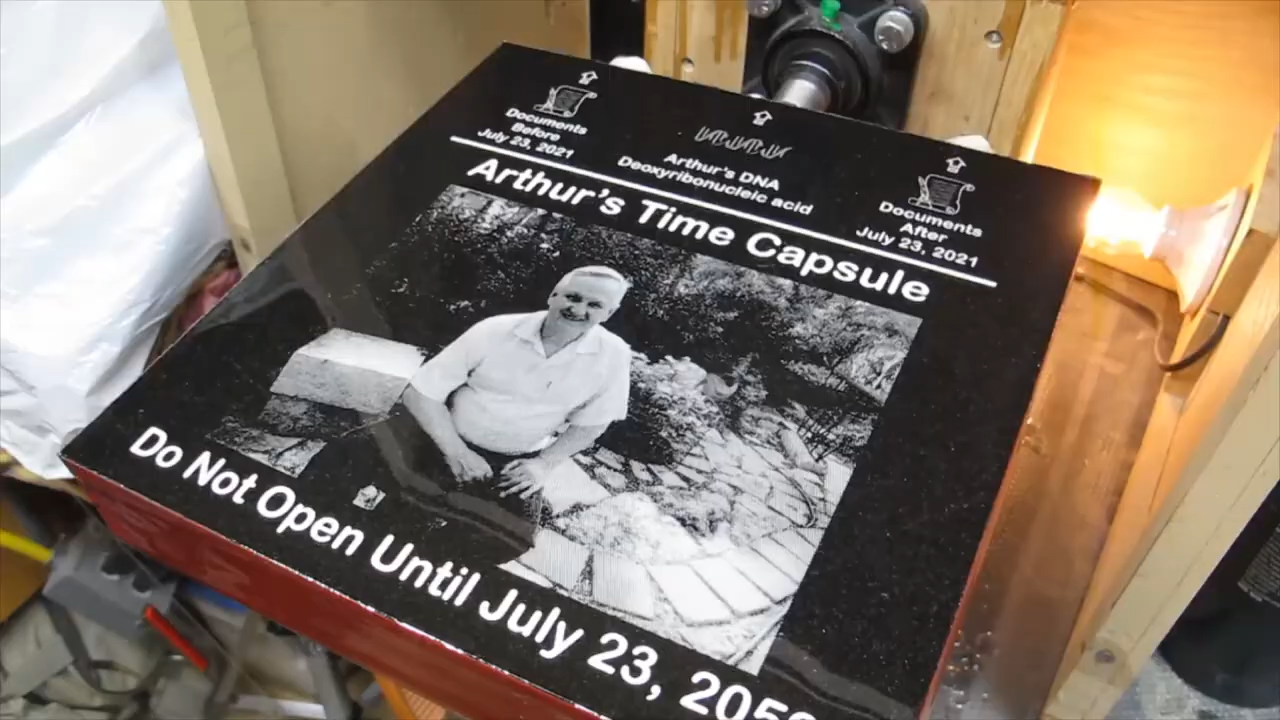 Documents
Before
July 23, 2021
Arthur's DNA
Deoxyribonucleic acid
Documents
After
July 23, 2021
Arthur's Time Capsule
Do Not Open Until July 23,